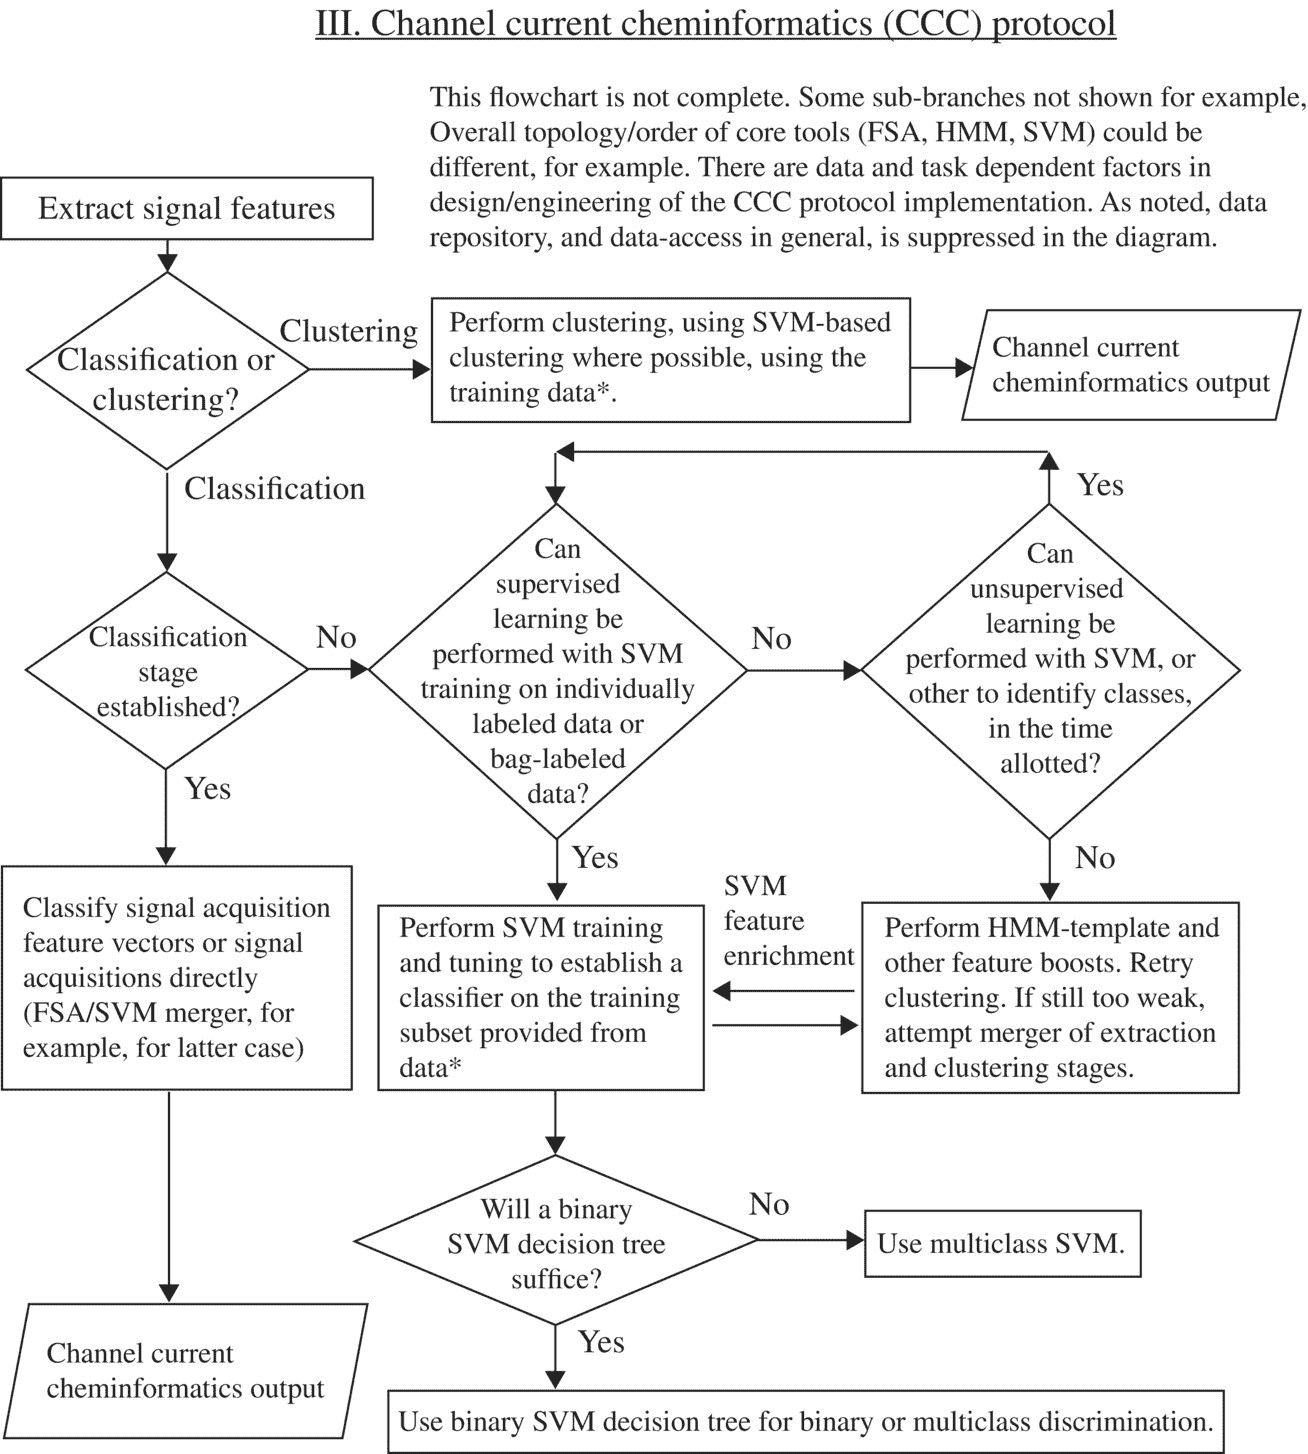 III. Channel current cheminformatics (CCC) protocol
This flowchart is not complete. Some sub-branches not shown for example,
Overall topology/order of core tools (FSA, HMM, SVM) could be
different, for example. There are data and task dependent factors in
design/engineering of the CCC protocol implementation. As noted, data
repository, and data-access in general, is suppressed in the diagram.
Extract signal features
Classification or
clustering?
Clustering
Perform clustering, using SVM-based
clustering where possible, using the
training data*.
Channel current
cheminformatics output
Classification
Classification
stage
established?
No
Can
supervised
learning be
performed with SVM
training on individually
labeled data or
bag-labeled
data?
No
Can
unsupervised
learning be
performed with SVM, or
other to identify classes,
in the time
allotted?
Yes
Yes
Classify signal acquisition
feature vectors or signal
acquisitions directly
(FSA/SVM merger, for
example, for latter case)
Yes
Perform SVM training
and tuning to establish a
classifier on the training
subset provided from
data*
SVM
feature
enrichment
No
Perform HMM-template and
other feature boosts. Retry
clustering. If still too weak,
attempt merger of extraction
and clustering stages.
Will a binary
SVM decision tree
suffice?
No
Use multiclass SVM.
Yes
Use binary SVM decision tree for binary or multiclass discrimination.
Channel current
cheminformatics output